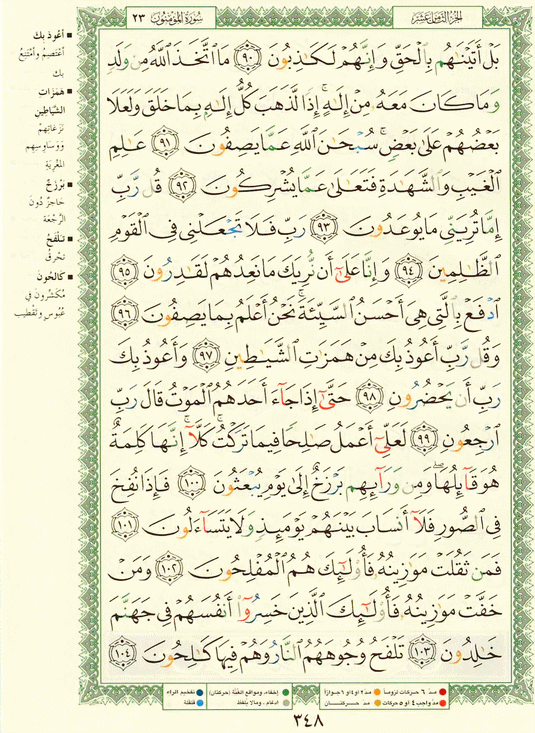 الجزء الثامن عشر
سورة المؤمنون ٢٣
بَلْ أَتَيْنَٰهُم بِٱلْحَقِّ وَإِنَّهُمْ لَكَٰذِبُونَ ٩٠ مَا ٱتَّخَذَ ٱللَّهُ مِن وَلَدٍ
وَمَا كَانَ مَعَهُۥ مِنْ إِلَٰهٍ ۚ إِذًا لَّذَهَبَ كُلُّ إِلَٰهٍۭ بِمَا خَلَقَ وَلَعَلَا
بَعْضُهُمْ عَلَىٰ بَعْضٍ ۚ سُبْحَٰنَ ٱللَّهِ عَمَّا يَصِفُونَ ٩١ عَٰلِمِ
ٱلْغَيْبِ وَٱلشَّهَٰدَةِ فَتَعَٰلَىٰ عَمَّا يُشْرِكُونَ ٩٢ قُل رَّبِّ
إِمَّا تُرِيَنِّى مَا يُوعَدُونَ ٩٣ رَبِّ فَلَا تَجْعَلْنِى فِى ٱلْقَوْمِ
ٱلظَّٰلِمِينَ ٩٤ وَإِنَّا عَلَىٰٓ أَن نُّرِيَكَ مَا نَعِدُهُمْ لَقَٰدِرُونَ ٩٥
ٱدْفَعْ بِٱلَّتِى هِىَ أَحْسَنُ ٱلسَّيِّئَةَ ۚ نَحْنُ أَعْلَمُ بِمَا يَصِفُونَ ٩٦
وَقُل رَّبِّ أَعُوذُ بِكَ مِنْ هَمَزَٰتِ ٱلشَّيَٰطِينِ ٩٧ وَأَعُوذُ بِكَ
رَبِّ أَن يَحْضُرُونِ ٩٨ حَتَّىٰٓ إِذَا جَآءَ أَحَدَهُمُ ٱلْمَوْتُ قَالَ رَبِّ
ٱرْجِعُونِ ٩٩ لَعَلِّىٓ أَعْمَلُ صَٰلِحًا فِيمَا تَرَكْتُ ۚ كَلَّآ ۚ إِنَّهَا كَلِمَةٌ
هُوَ قَآئِلُهَا ۖ وَمِن وَرَآئِهِم بَرْزَخٌ إِلَىٰ يَوْمِ يُبْعَثُونَ ١٠٠ فَإِذَا نُفِخَ
فِى ٱلصُّورِ فَلَآ أَنسَابَ بَيْنَهُمْ يَوْمَئِذٍ وَلَا يَتَسَآءَلُونَ ١٠١
فَمَن ثَقُلَتْ مَوَٰزِينُهُۥ فَأُو۟لَٰٓئِكَ هُمُ ٱلْمُفْلِحُونَ ١٠٢ وَمَنْ
خَفَّتْ مَوَٰزِينُهُۥ فَأُو۟لَٰٓئِكَ ٱلَّذِينَ خَسِرُوٓا۟ أَنفُسَهُمْ فِى جَهَنَّمَ
خَٰلِدُونَ ١٠٣ تَلْفَحُ وُجُوهَهُمُ ٱلنَّارُ وَهُمْ فِيهَا كَٰلِحُونَ ١٠٤
■ أعوذ بك
أعتصم وأمتنع
بك
■ همزات
الشياطين
نزغاتهم
ووساوسهم
المغرية
■ برزخ
حاجز دون
الرجعة
■ تلفح
تحرق
■ كالحون
مكشرون في
عبوس وتقطيب
● مد ٦ حركات لزوماً ● مد ٢ أو ٤ أو ٦ جوازاً
● مد واجب ٤ أو ٥ حركات ● مد حركتان
● إخفاء، ومواقع الغنة (حركتان) ● تفخيم الراء
● ادغام، ومالا يلفظ ● قلقلة
٣٤٨